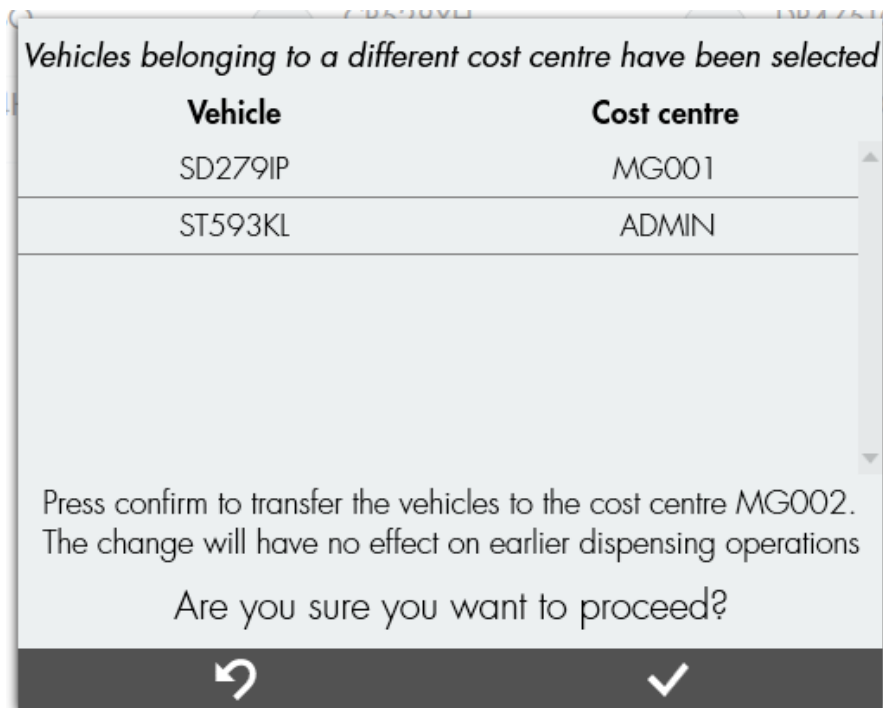 Vehicles belonging to a different cost centre have been selected
Vehicle Cost centre
SD279IP MG001
ST593KL ADMIN
Press confirm to transfer the vehicles to the cost centre MG002.
The change will have no effect on earlier dispensing operations
Are you sure you want to proceed?